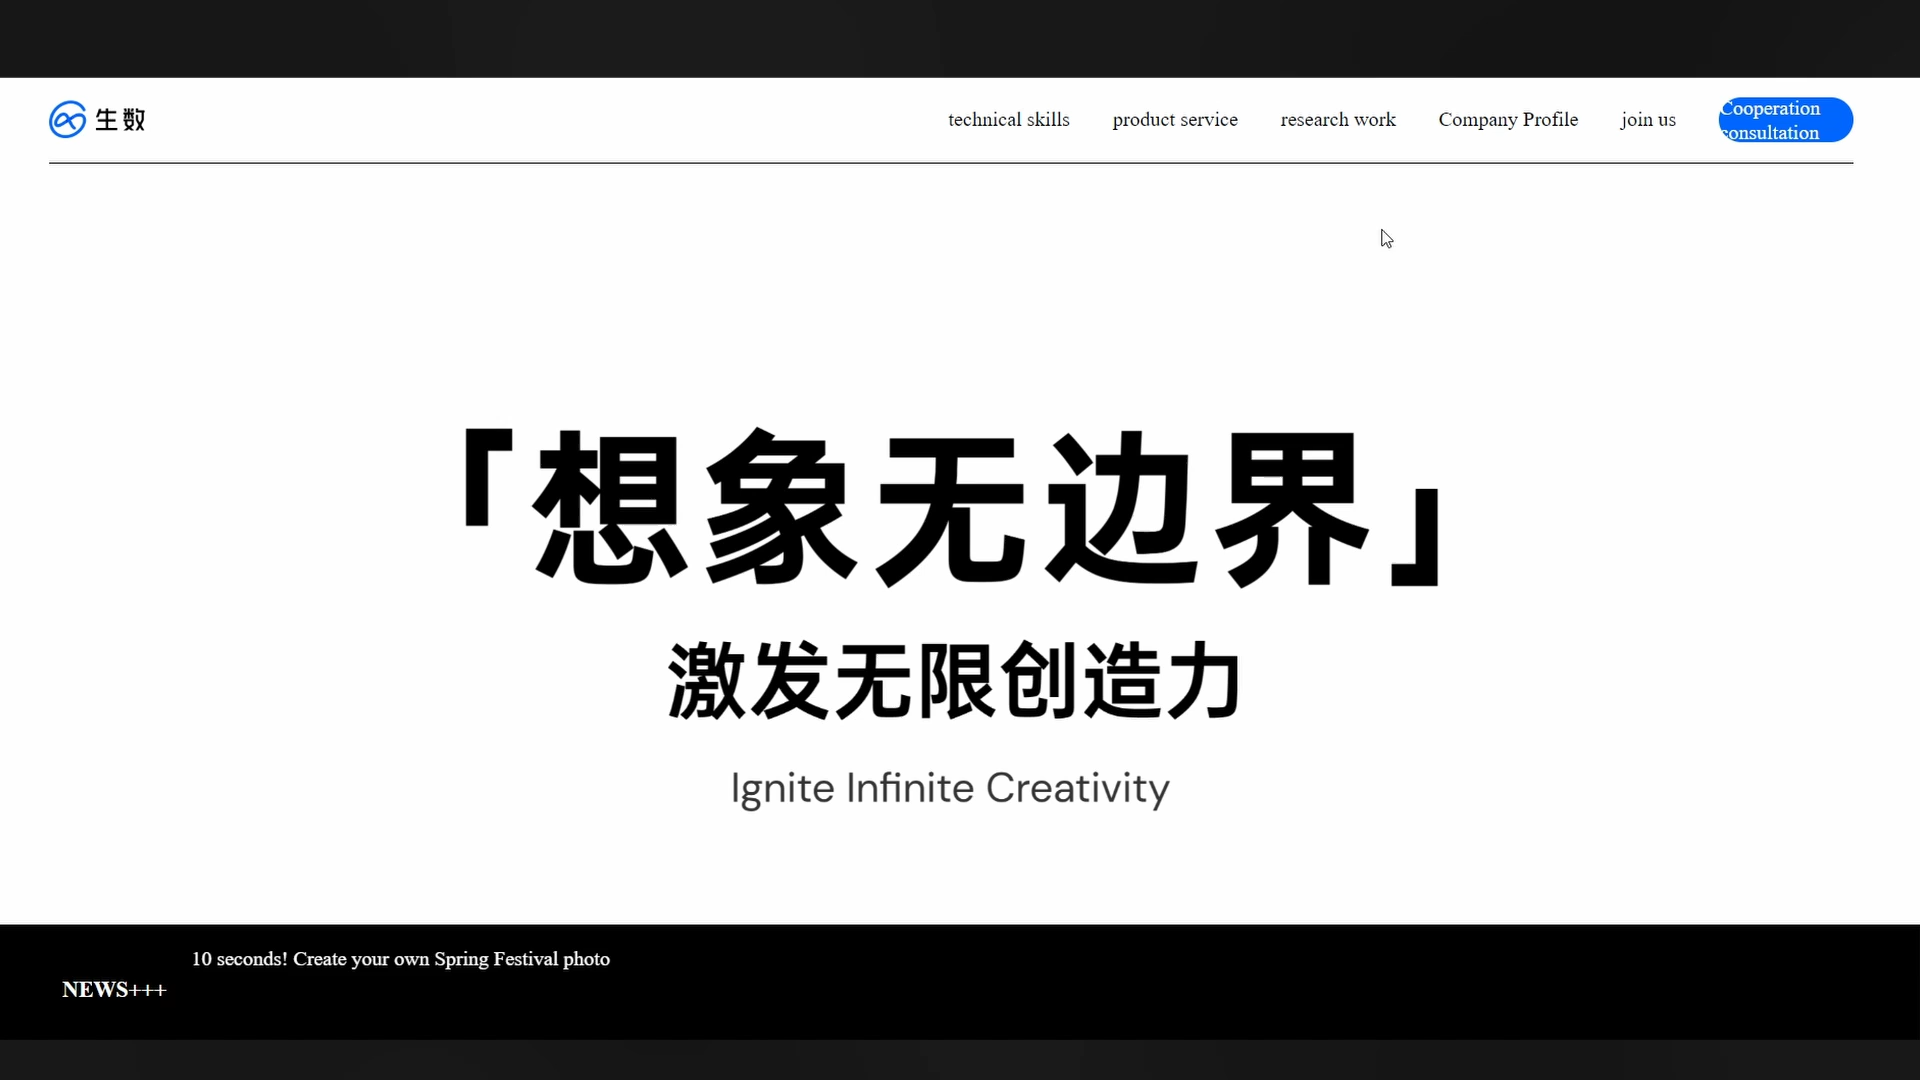 生数
technical skills
product service
research work
Company Profile
join us
Cooperation
consultation
「想象无边界」
激发无限创造力
Ignite Infinite Creativity
10 seconds! Create your own Spring Festival photo
NEWS+++